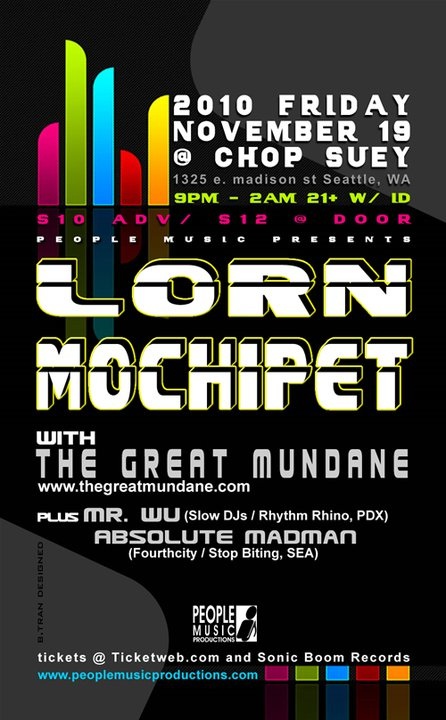 2010 FRIDAY
NOVEMBER 19
@ CHOP SUEY
1325 e. madison st Seattle, WA
9PM - 2AM 21+ W/ ID
S10 ADV/ S12 @ DOOR
PEOPLE MUSIC PRESENTS
LORN
MOCHIPET
WITH
THE GREAT MUNDANE
www.thegreatmundane.com
PLUS MR. WU (Slow DJs / Rhythm Rhino, PDX)
ABSOLUTE MADMAN
(Fourthcity / Stop Biting, SEA)
B.TRAN DESIGNED
PEOPLE
MUSIC
PRODUCTIONS
tickets @ Ticketweb.com and Sonic Boom Records
www.peoplemusicproductions.com